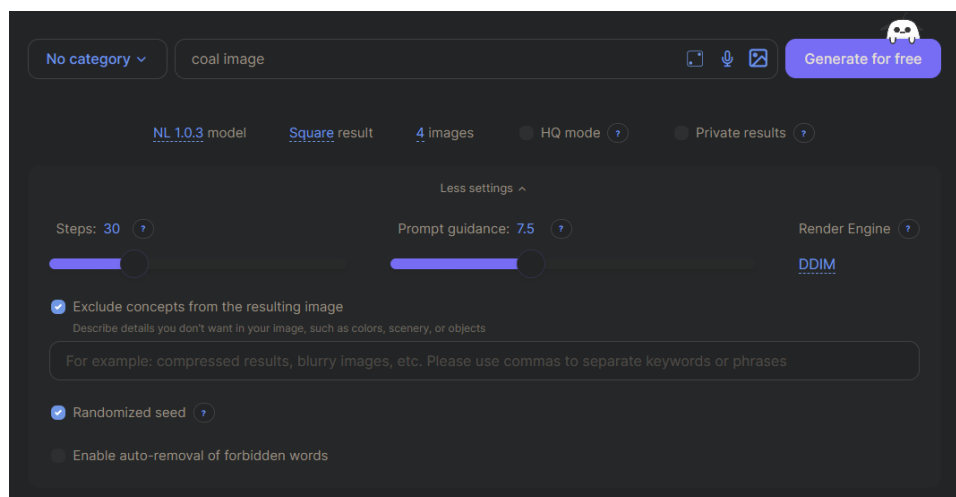 No category
coal image
Generate for free
NL 1.0.3 model Square result 4 images HQ mode ? Private results ?
Less settings
Steps: 30 ? Prompt guidance: 7.5 ? Render Engine ?
DDIM
Exclude concepts from the resulting image
Describe details you don't want in your image, such as colors, scenery, or objects
For example: compressed results, blurry images, etc. Please use commas to separate keywords or phrases
Randomized seed ?
Enable auto-removal of forbidden words